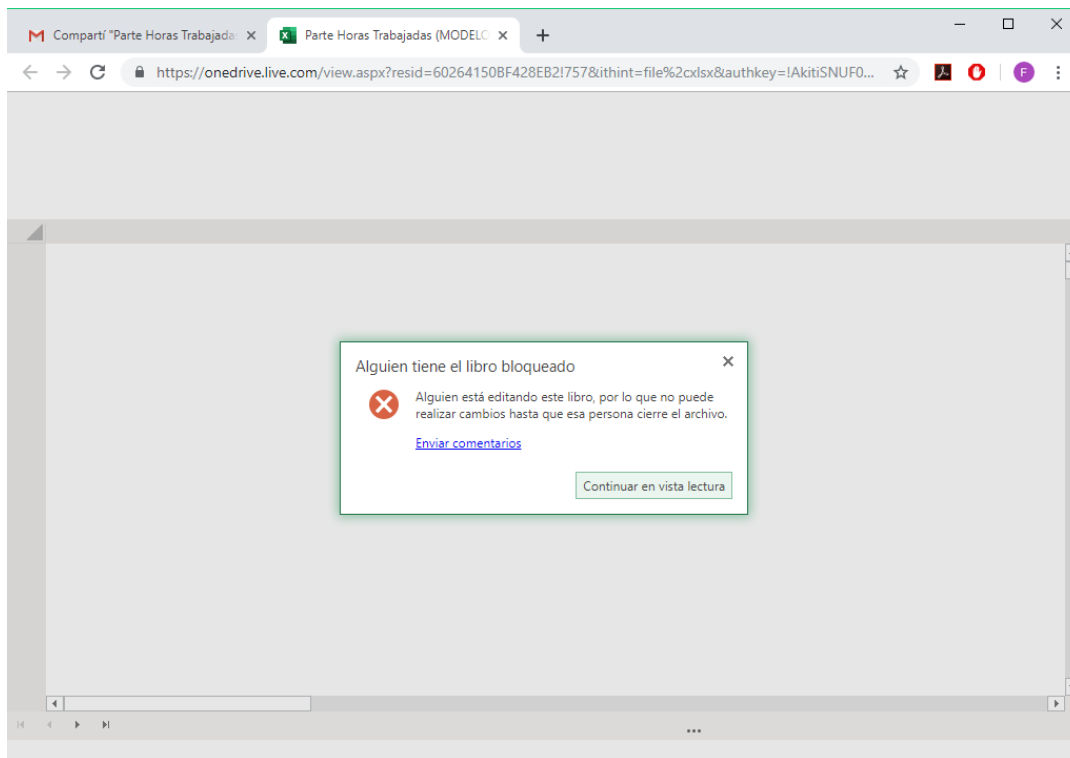 Compartí "Parte Horas Trabajada
Parte Horas Trabajadas (MODELO
https://onedrive.live.com/view.aspx?resid=60264150BF428EB2!757&ithint=file%2cxlsx&authkey=!AkitiSNUF0...
F
Alguien tiene el libro bloqueado
Alguien está editando este libro, por lo que no puede
realizar cambios hasta que esa persona cierre el archivo.
Enviar comentarios
Continuar en vista lectura